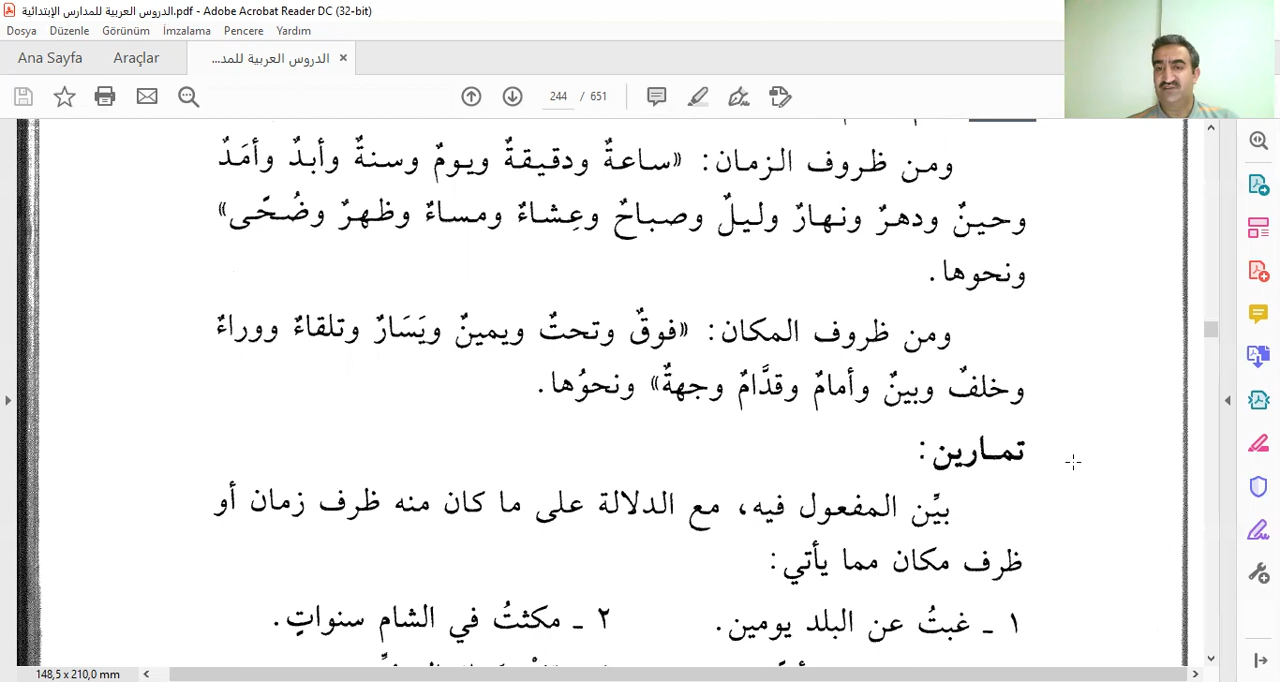 الدروس العربية للمدارس الإبتدائية.pdf - Adobe Acrobat Reader DC (32-bit)
Dosya Düzenle Görünüm İmzalama Pencere Yardım
Ana Sayfa Araçlar الدروس العربية للمد... ×
244 / 651
ومن ظروف الزمان: «ساعةٌ ودقيقةٌ ويومٌ وسنةٌ وأبدٌ وأمَدٌ
وحينٌ ودهرٌ ونهارٌ وليلٌ وصباحٌ وعِشاءٌ ومساءٌ وظهرٌ وضُحًى»
ونحوها.
ومن ظروف المكان: «فوقٌ وتحتٌ ويمينٌ ويَسَارٌ وتلقاءٌ ووراءٌ
وخلفٌ وبينٌ وأمامٌ وقدَّامٌ وجهةٌ» ونحوُها.
تمارين:
بيِّن المفعول فيه، مع الدلالة على ما كان منه ظرف زمان أو
ظرف مكان مما يأتي:
١ ـ غبتُ عن البلد يومين. ٢ ـ مكثتُ في الشام سنواتٍ.
148,5 x 210,0 mm